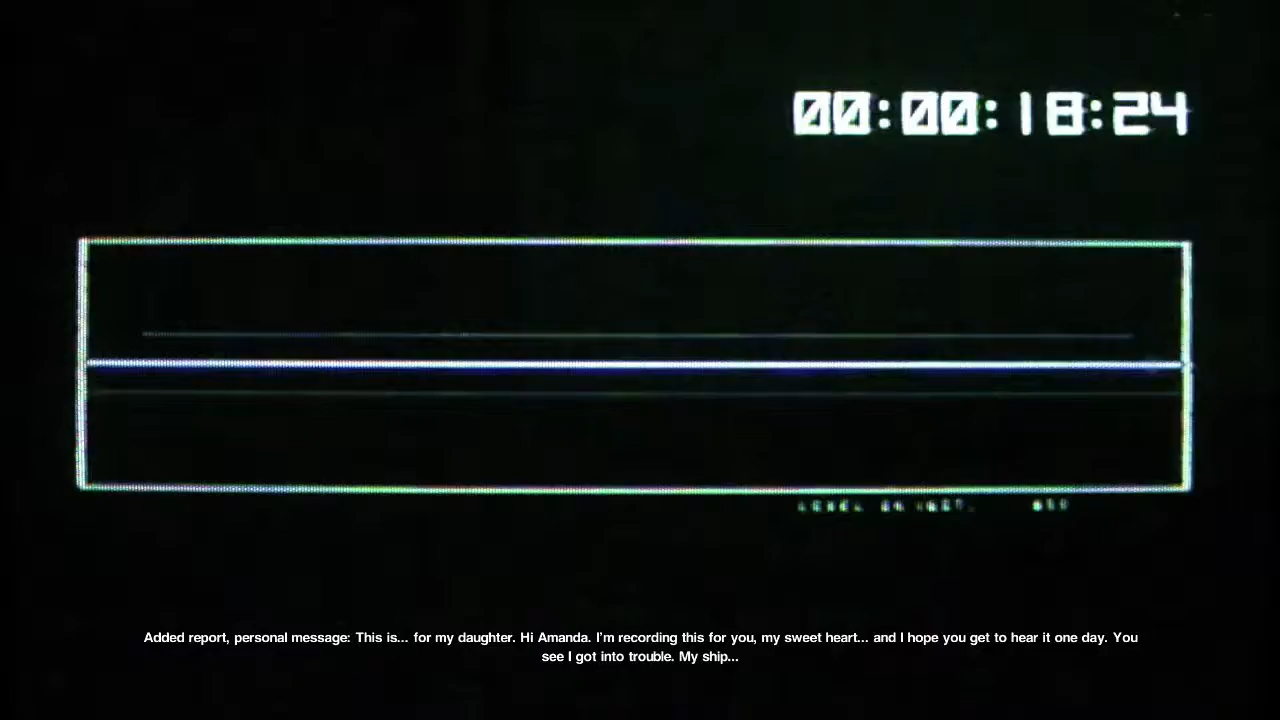 00:00:18:24
Added report, personal message: This is... for my daughter. Hi Amanda. I'm recording this for you, my sweet heart... and I hope you get to hear it one day. You
see I got into trouble. My ship...